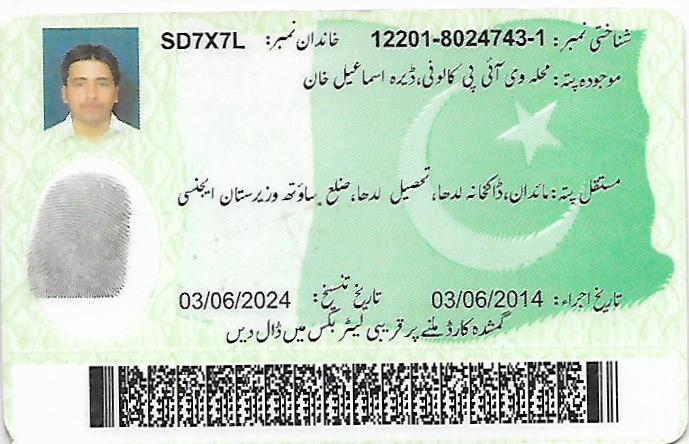 شناختی نمبر: 12201-8024743-1 خاندان نمبر: SD7X7L
موجودہ پتہ: محلہ وی آئی پی کالونی، ڈیرہ اسماعیل خان
مستقل پتہ: ماندان، ڈاکخانہ لدھا، تحصیل لدھا، ضلع ساؤتھ وزیرستان ایجنسی
تاریخ اجراء: 03/06/2014 تاریخ تنسیخ: 03/06/2024
گمشدہ کارڈ ملنے پر قریبی لیٹر بکس میں ڈال دیں